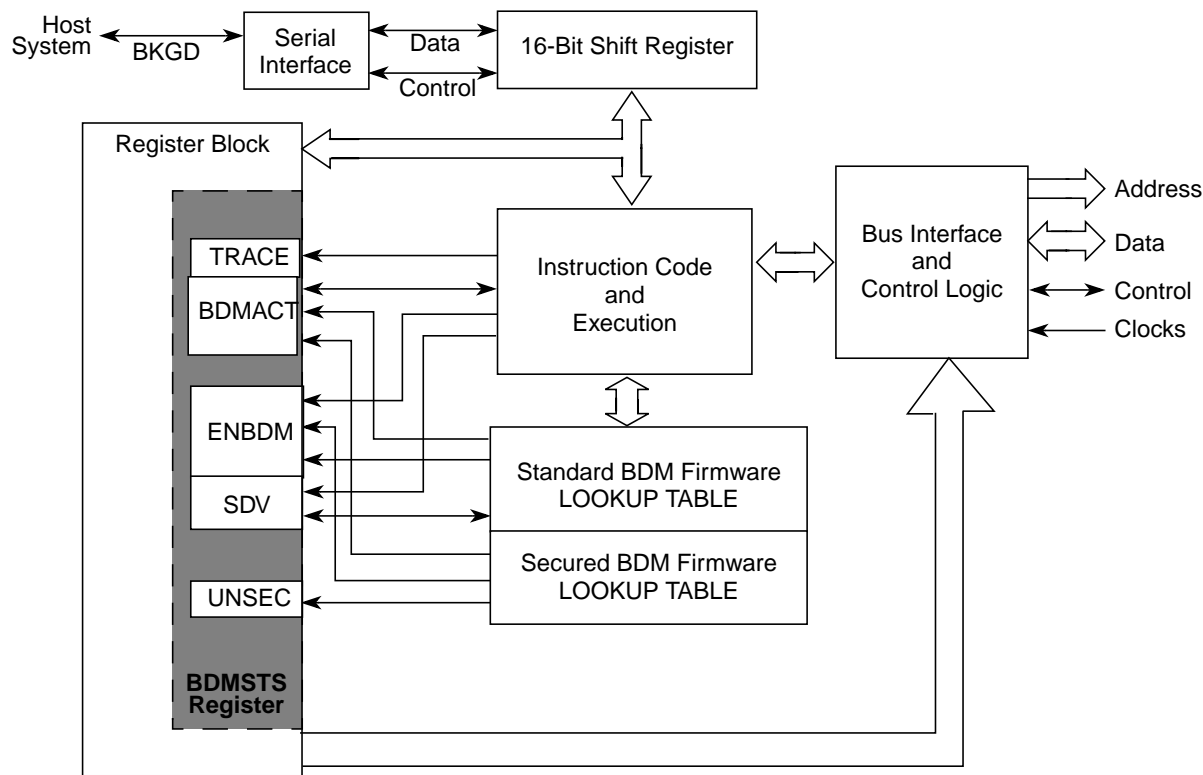 Host
System
BKGD
Serial
Interface
Data
Control
16-Bit Shift Register
Register Block
TRACE
BDMACT
ENBDM
SDV
UNSEC
BDMSTS
Register
Instruction Code
and
Execution
Standard BDM Firmware
LOOKUP TABLE
Secured BDM Firmware
LOOKUP TABLE
Bus Interface
and
Control Logic
Address
Data
Control
Clocks